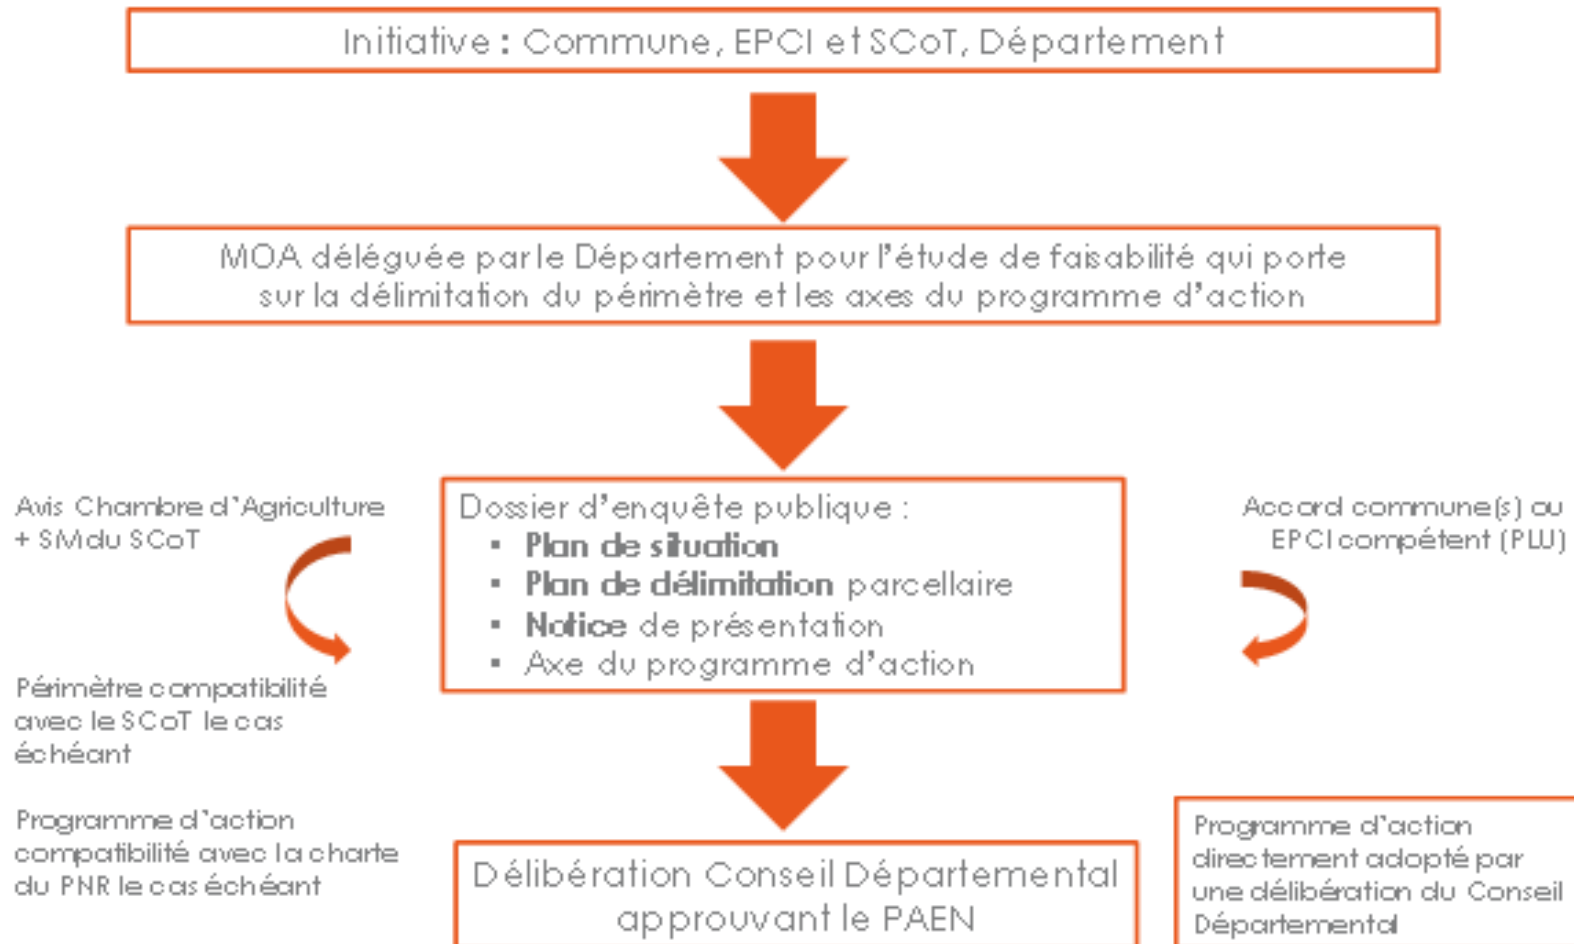 Initiative : Commune, EPCI et SCoT, Département
MOA déléguée par le Département pour l'étude de faisabilité qui porte
sur la délimitation du périmètre et les axes du programme d'action
Avis Chambre d'Agriculture
+ SM du SCoT
Dossier d'enquête publique :
▪ Plan de situation
▪ Plan de délimitation parcellaire
▪ Notice de présentation
▪ Axe du programme d'action
Accord commune(s) ou
EPCI compétent (PLU)
Périmètre compatibilité
avec le SCoT le cas
échéant
Programme d'action
compatibilité avec la charte
du PNR le cas échéant
Délibération Conseil Départemental
approuvant le PAEN
Programme d'action
directement adopté par
une délibération du Conseil
Départemental